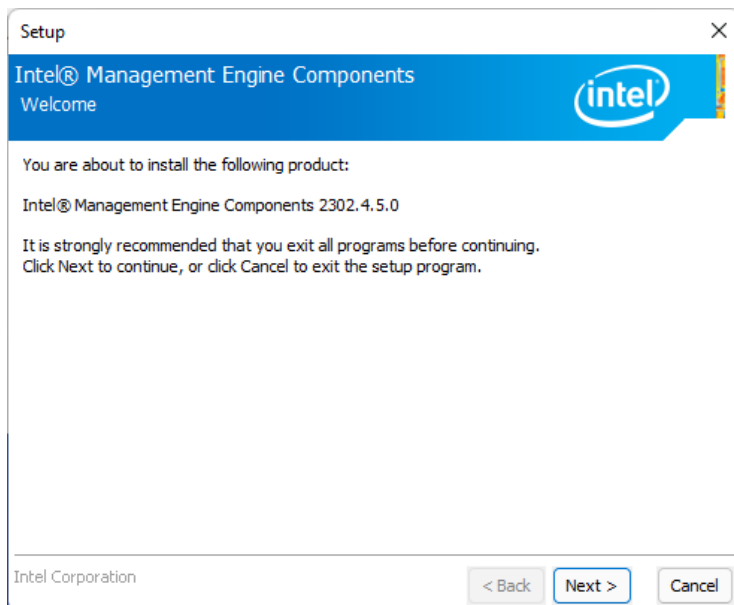 Setup
Intel® Management Engine Components
Welcome
intel
You are about to install the following product:
Intel® Management Engine Components 2302.4.5.0
It is strongly recommended that you exit all programs before continuing.
Click Next to continue, or click Cancel to exit the setup program.
Intel Corporation
< Back Next > Cancel